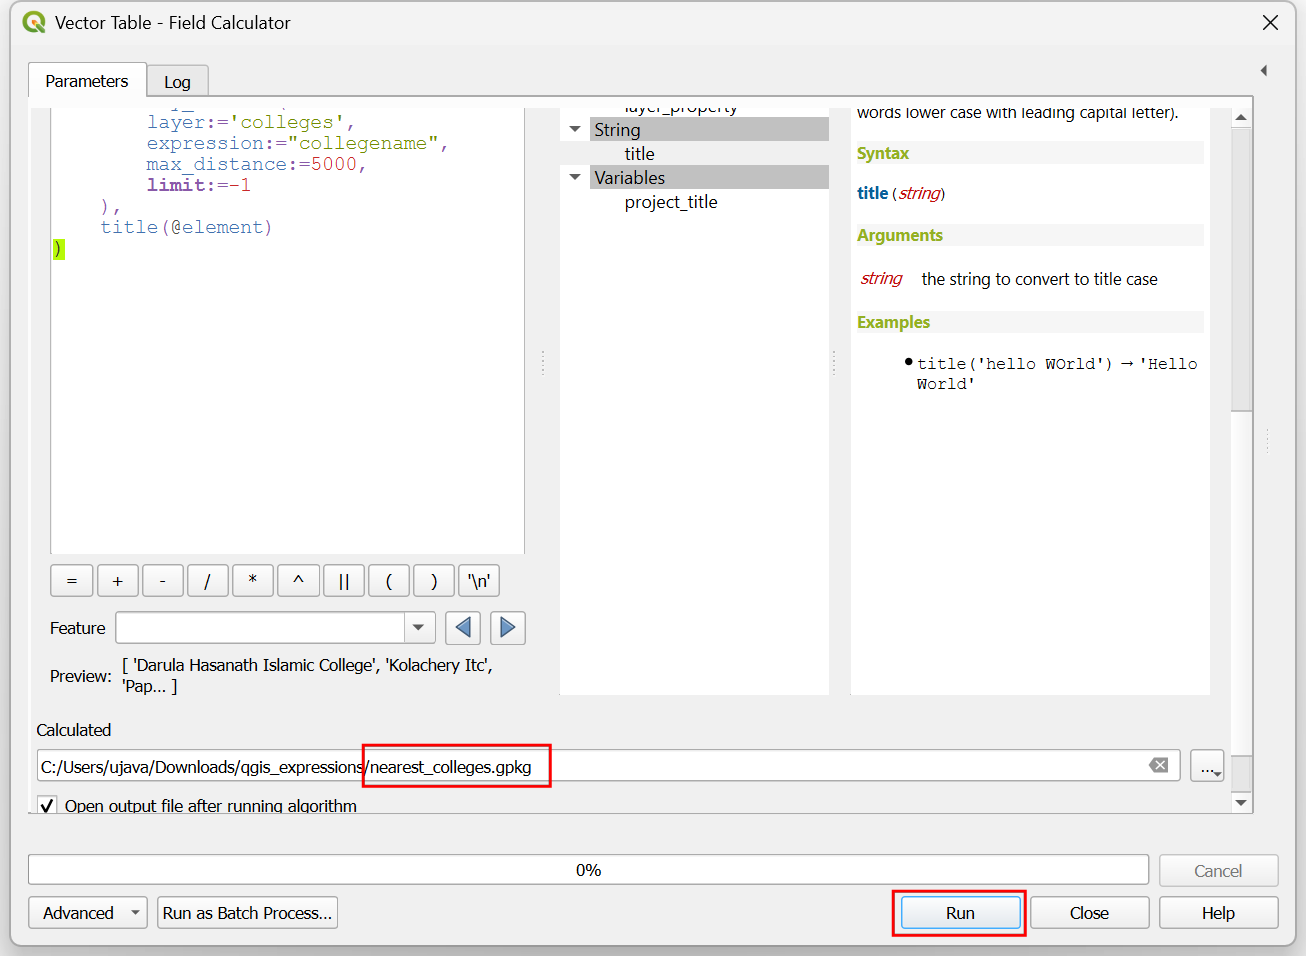 Vector Table - Field Calculator
Parameters
Log
layer:='colleges',
expression:="collegename",
max_distance:=5000,
limit:=-1
),
title(@element)
)
layer_property
String
title
Variables
project_title
words lower case with leading capital letter).
Syntax
title (string)
Arguments
string the string to convert to title case
Examples
title('hello WOrld') → 'Hello
World'
= + - / * ^ || ( ) '\n'
Feature
Preview: [ 'Darula Hasanath Islamic College', 'Kolachery Itc',
'Pap... ]
Calculated
C:/Users/ujava/Downloads/qgis_expressions/nearest_colleges.gpkg
...
Open output file after running algorithm
0%
Cancel
Advanced
Run as Batch Process...
Run
Close
Help